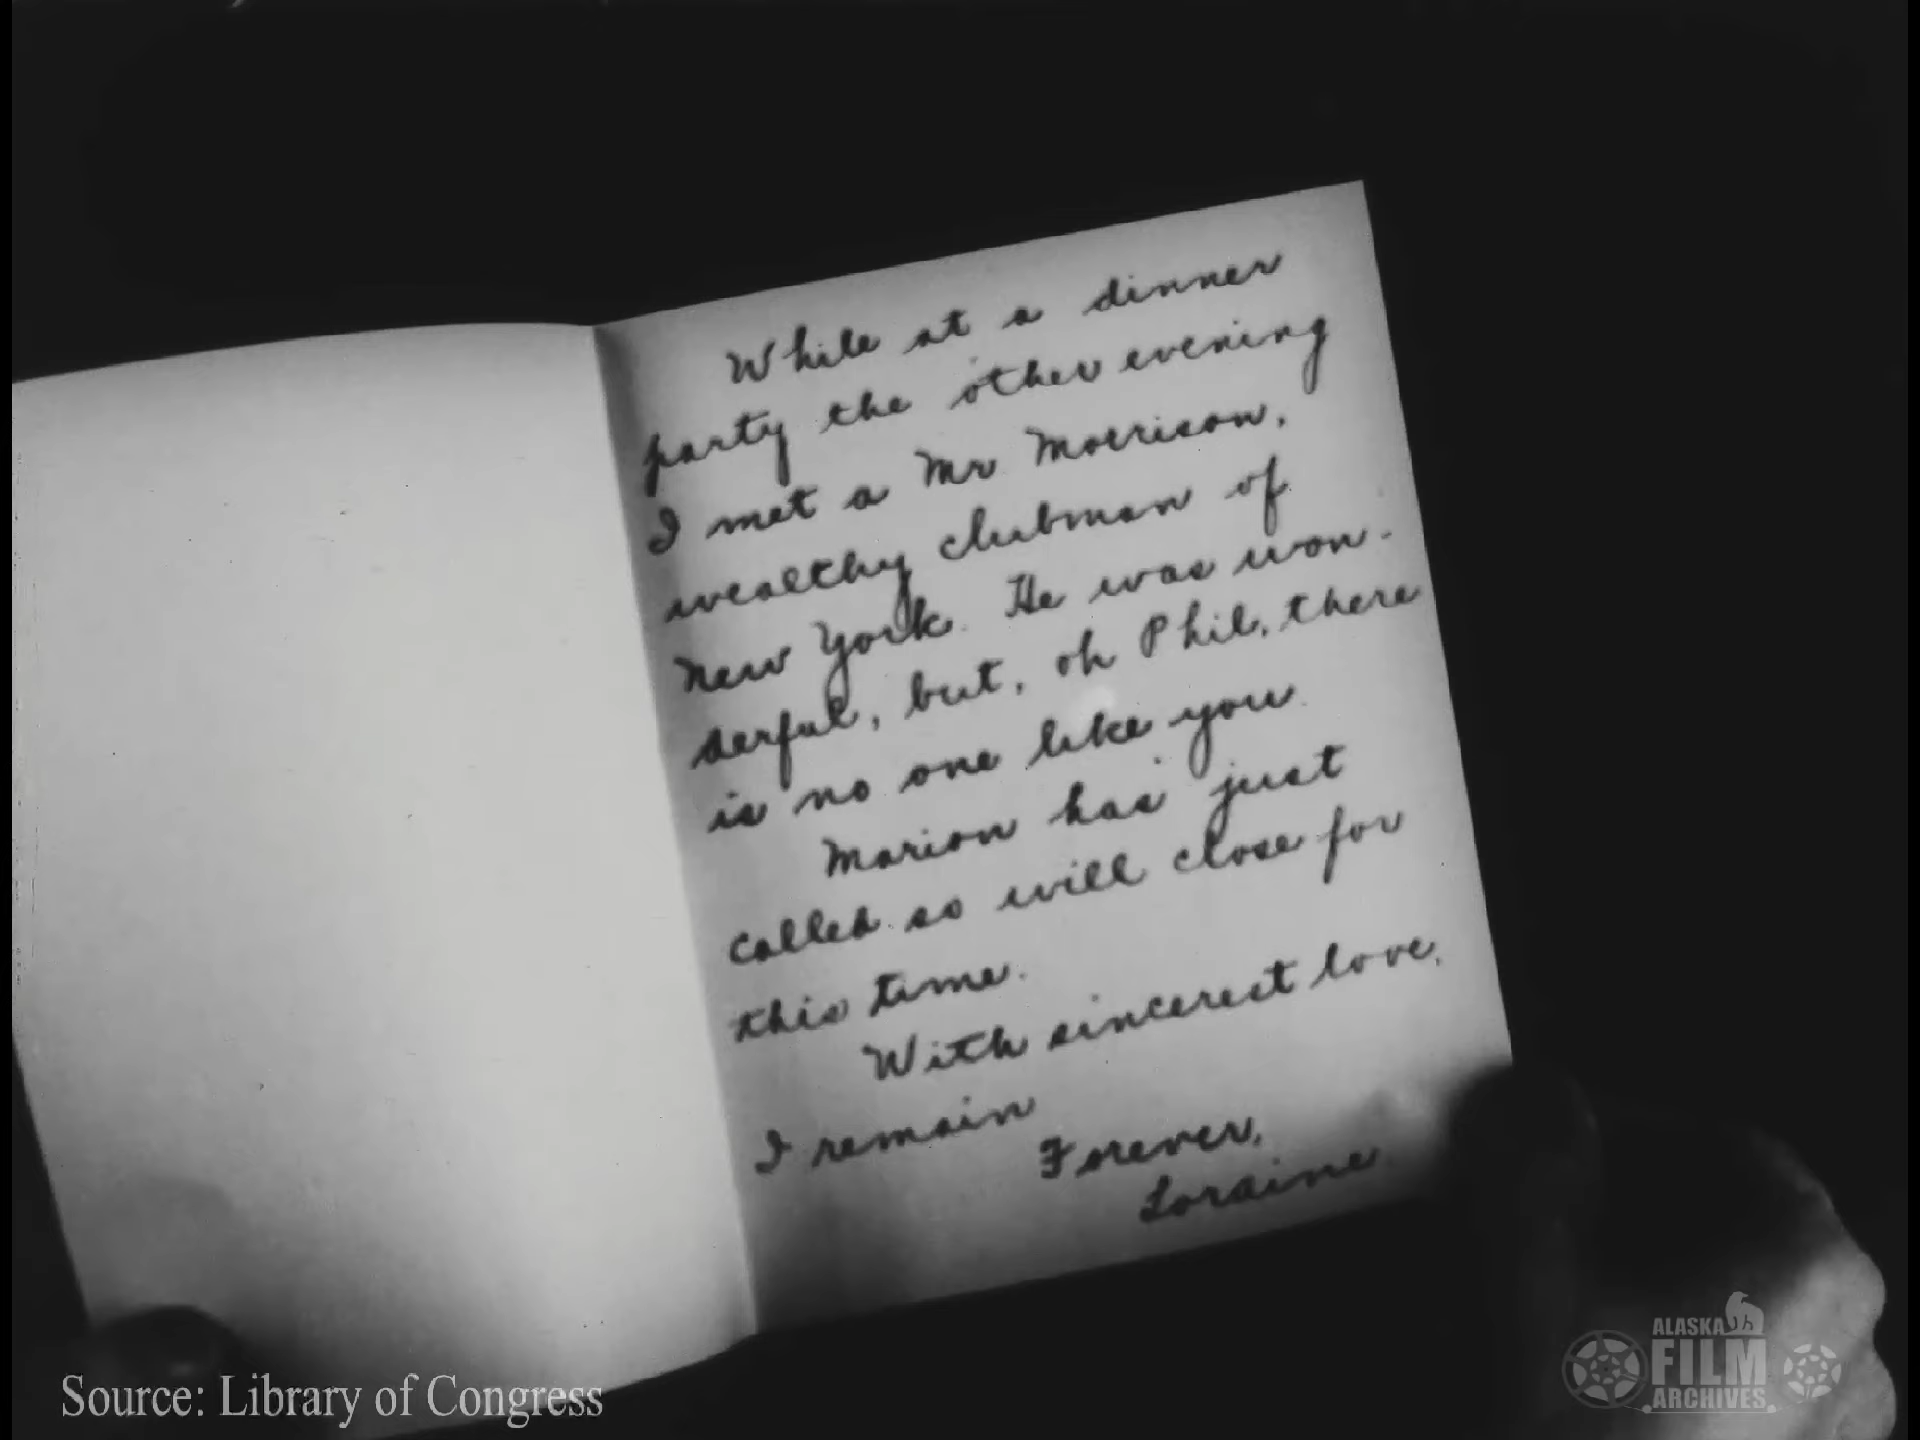 While at a dinner
party the other evening
I met a Mr Morrison,
wealthy clubman of
New York. He was won-
derful, but, oh Phil, there
is no one like you.
Marion has just
called so will close for
this time.
With sincerest love,
I remain
Forever,
Loraine
Source: Library of Congress
ALASKA
FILM
ARCHIVES